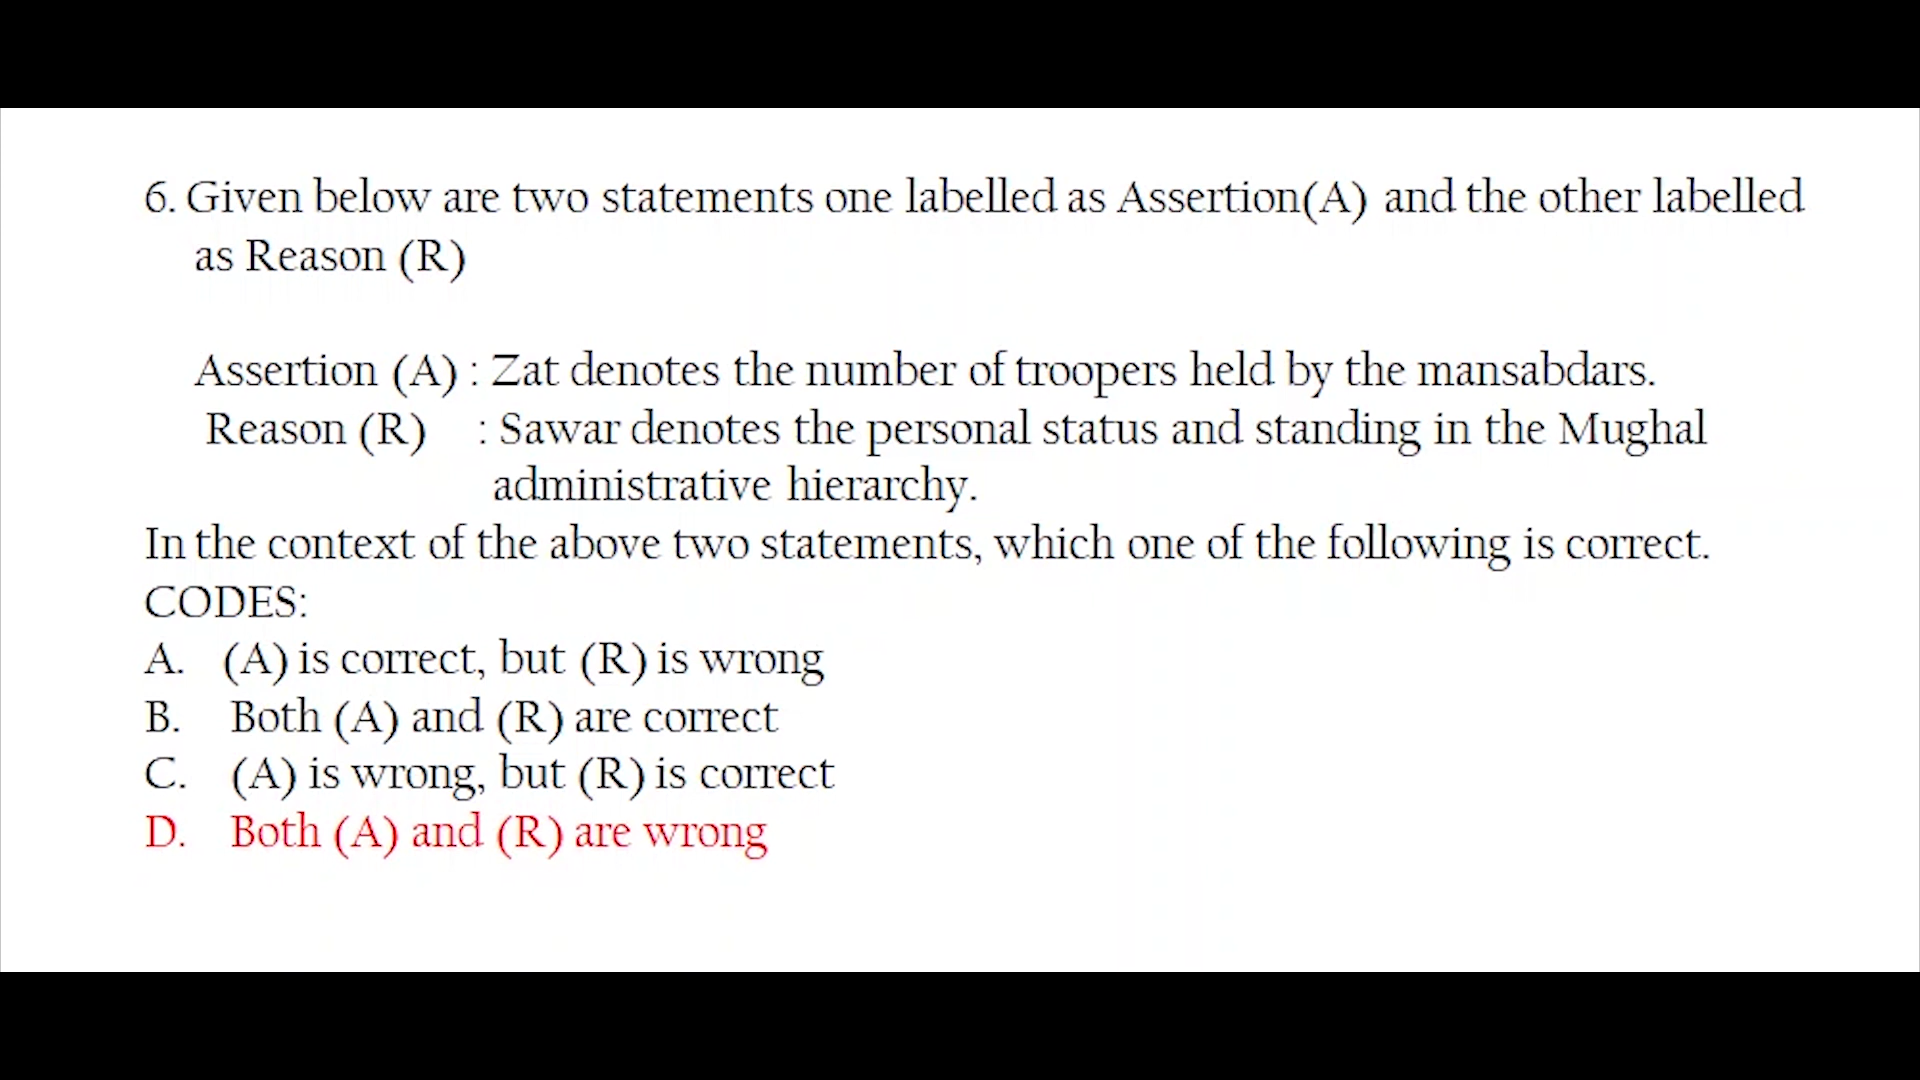 6. Given below are two statements one labelled as Assertion(A) and the other labelled
as Reason (R)
Assertion (A) : Zat denotes the number of troopers held by the mansabdars.
Reason (R) : Sawar denotes the personal status and standing in the Mughal
administrative hierarchy.
In the context of the above two statements, which one of the following is correct.
CODES:
A. (A) is correct, but (R) is wrong
B. Both (A) and (R) are correct
C. (A) is wrong, but (R) is correct
D. Both (A) and (R) are wrong